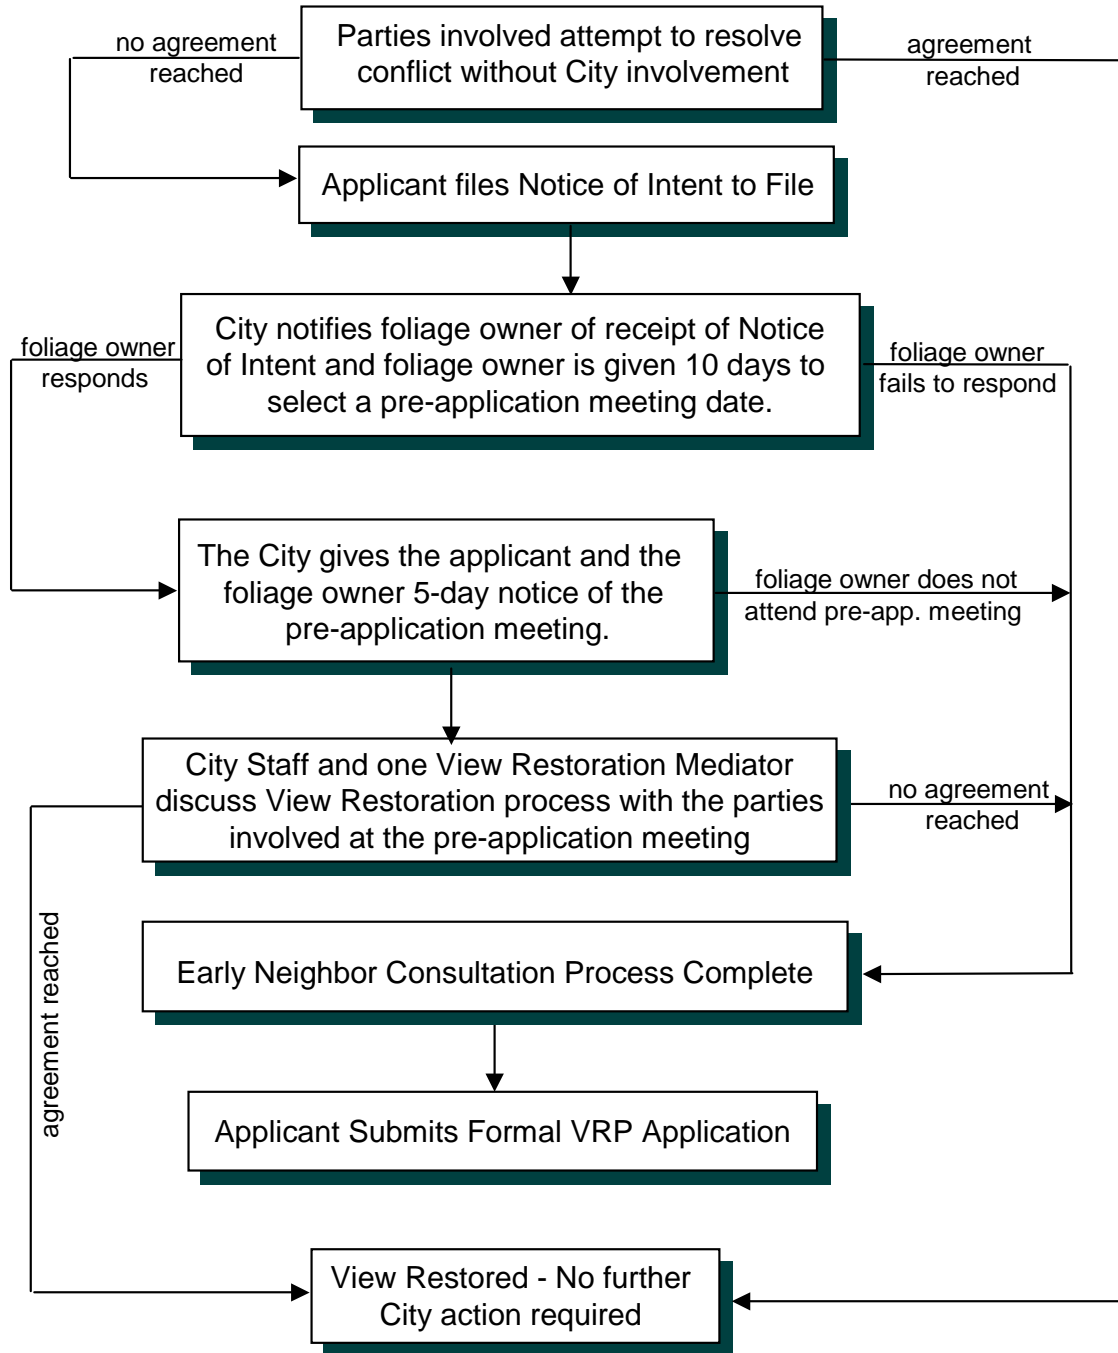 no agreement
reached
Parties involved attempt to resolve
conflict without City involvement
agreement
reached
Applicant files Notice of Intent to File
foliage owner
responds
City notifies foliage owner of receipt of Notice
of Intent and foliage owner is given 10 days to
select a pre-application meeting date.
foliage owner
fails to respond
The City gives the applicant and the
foliage owner 5-day notice of the
pre-application meeting.
foliage owner does not
attend pre-app. meeting
City Staff and one View Restoration Mediator
discuss View Restoration process with the parties
involved at the pre-application meeting
no agreement
reached
agreement reached
Early Neighbor Consultation Process Complete
Applicant Submits Formal VRP Application
View Restored - No further
City action required